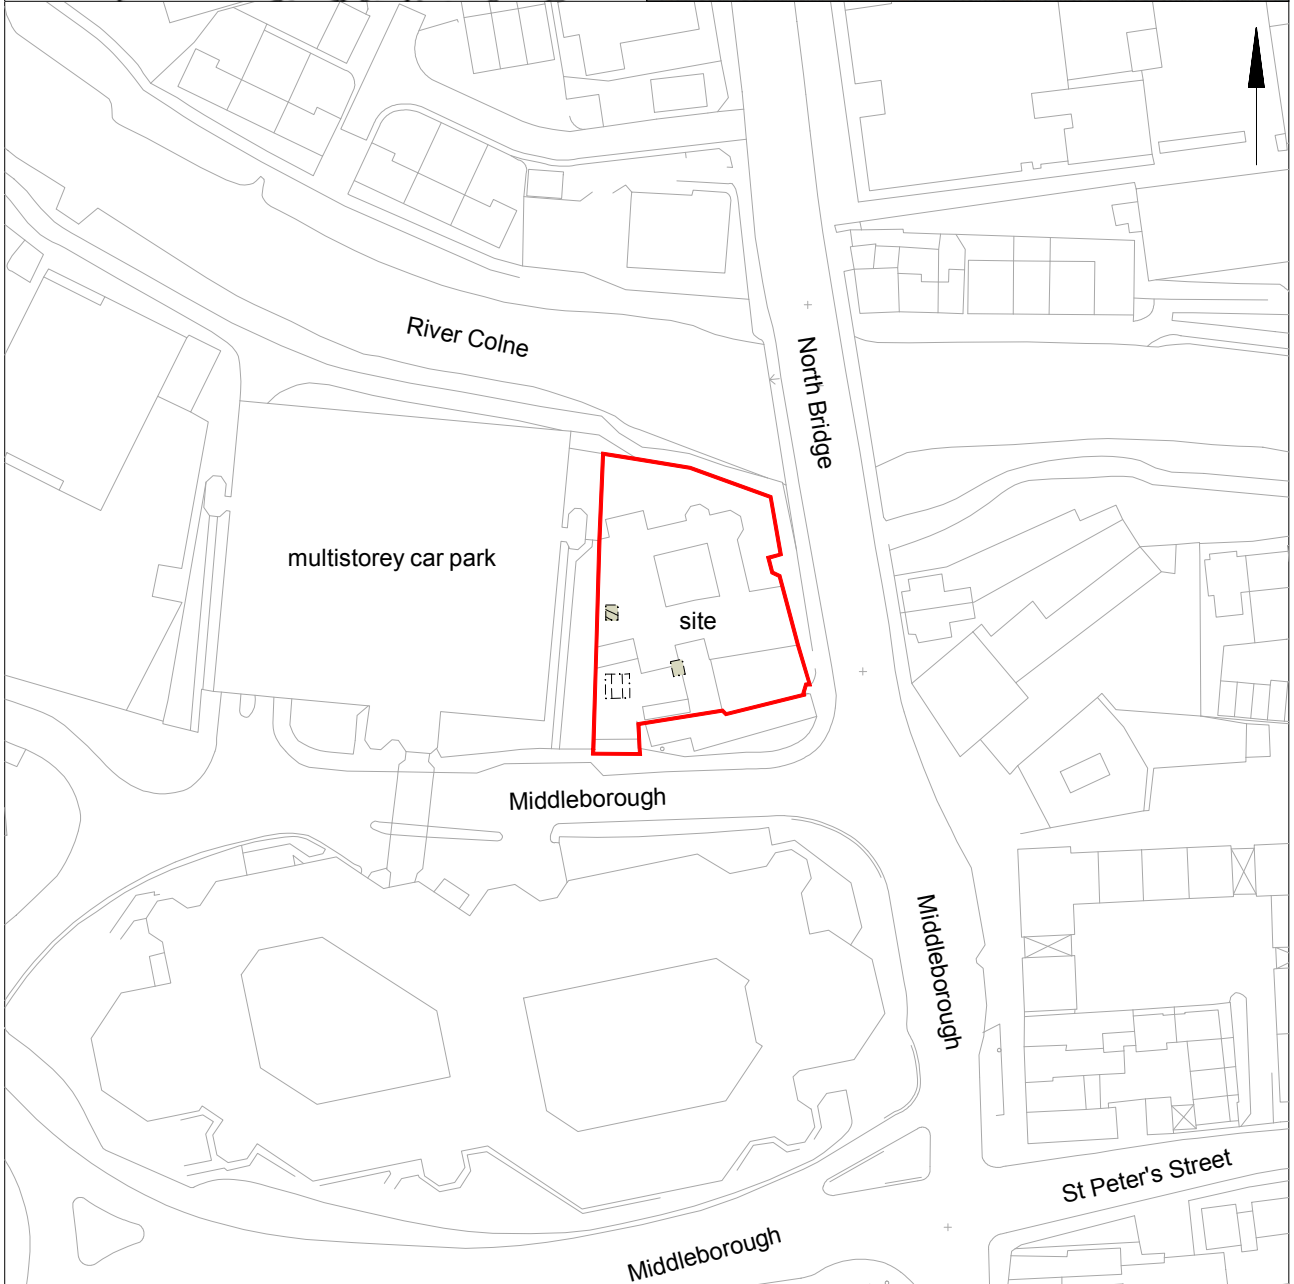 River Colne
North Bridge
multistorey car park
site
Middleborough
Middleborough
St Peter's Street
Middleborough